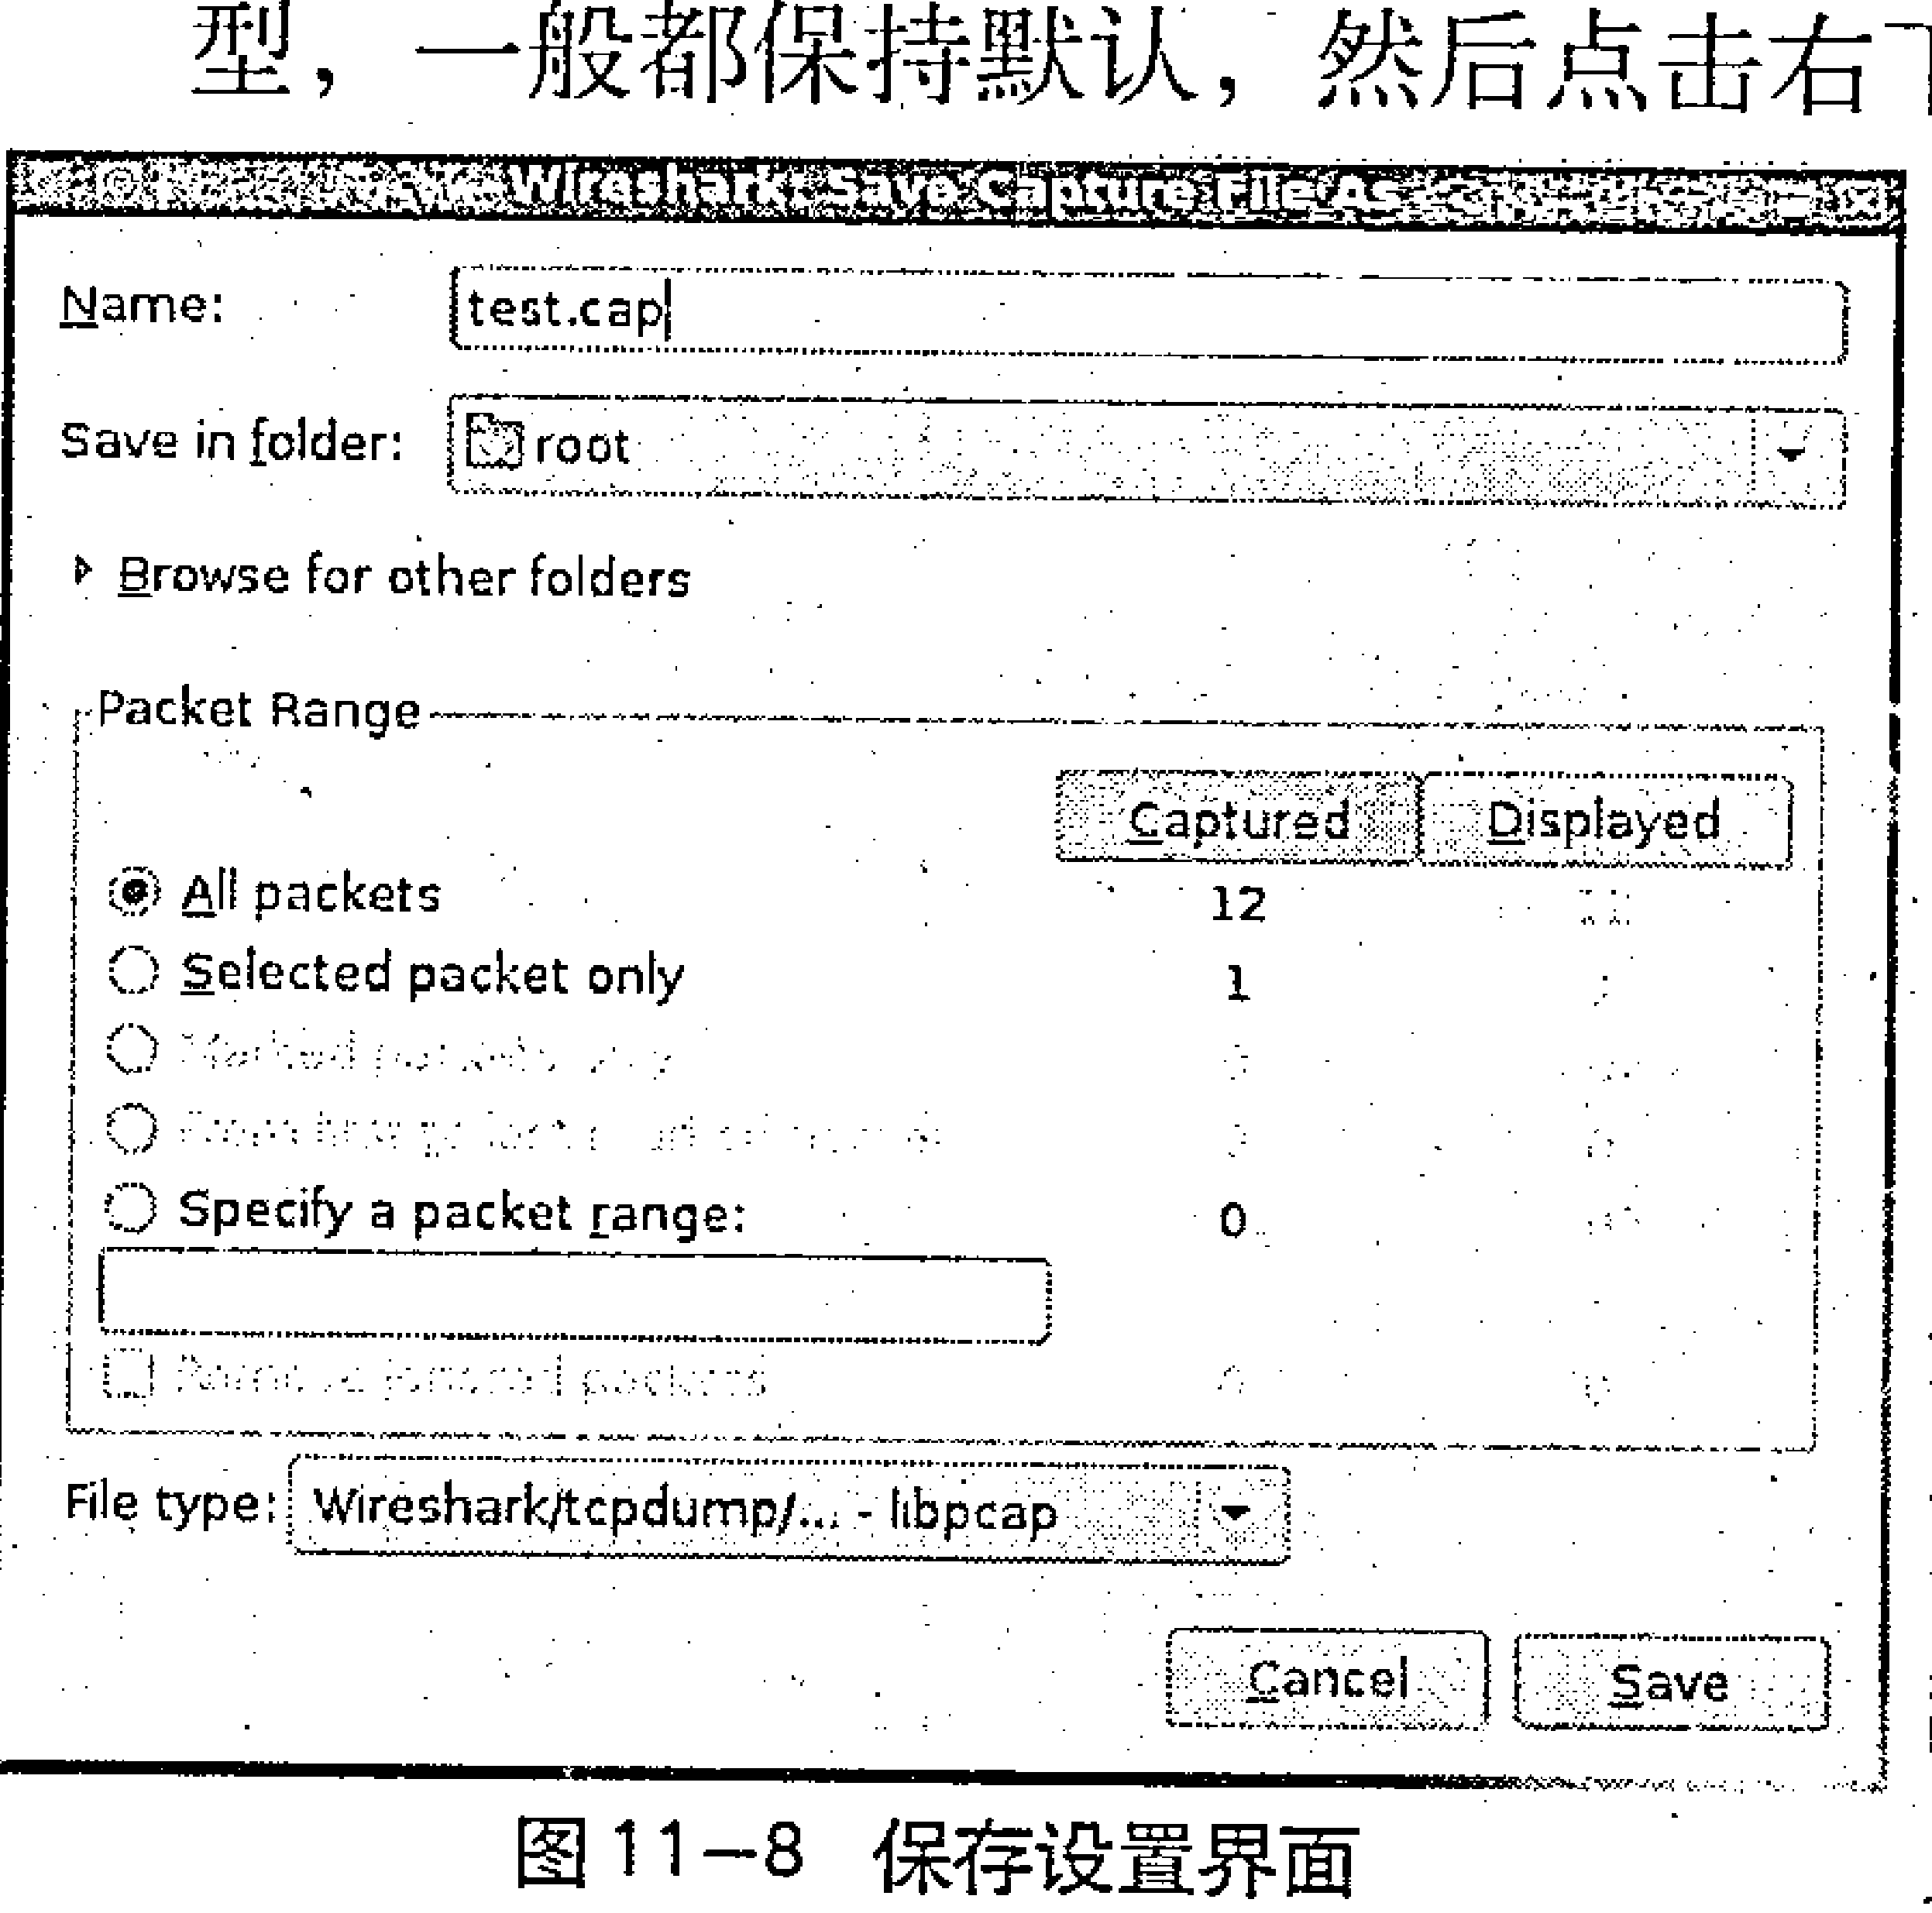 型，一般都保持默认，然后点击右下
Wireshark: Save Capture File As
Name: test.cap
Save in folder: root
Browse for other folders
Packet Range
Captured Displayed
All packets 12
Selected packet only 1
Specify a packet range: 0
File type: Wireshark/tcpdump/... - libpcap
Cancel Save
图11-8 保存设置界面